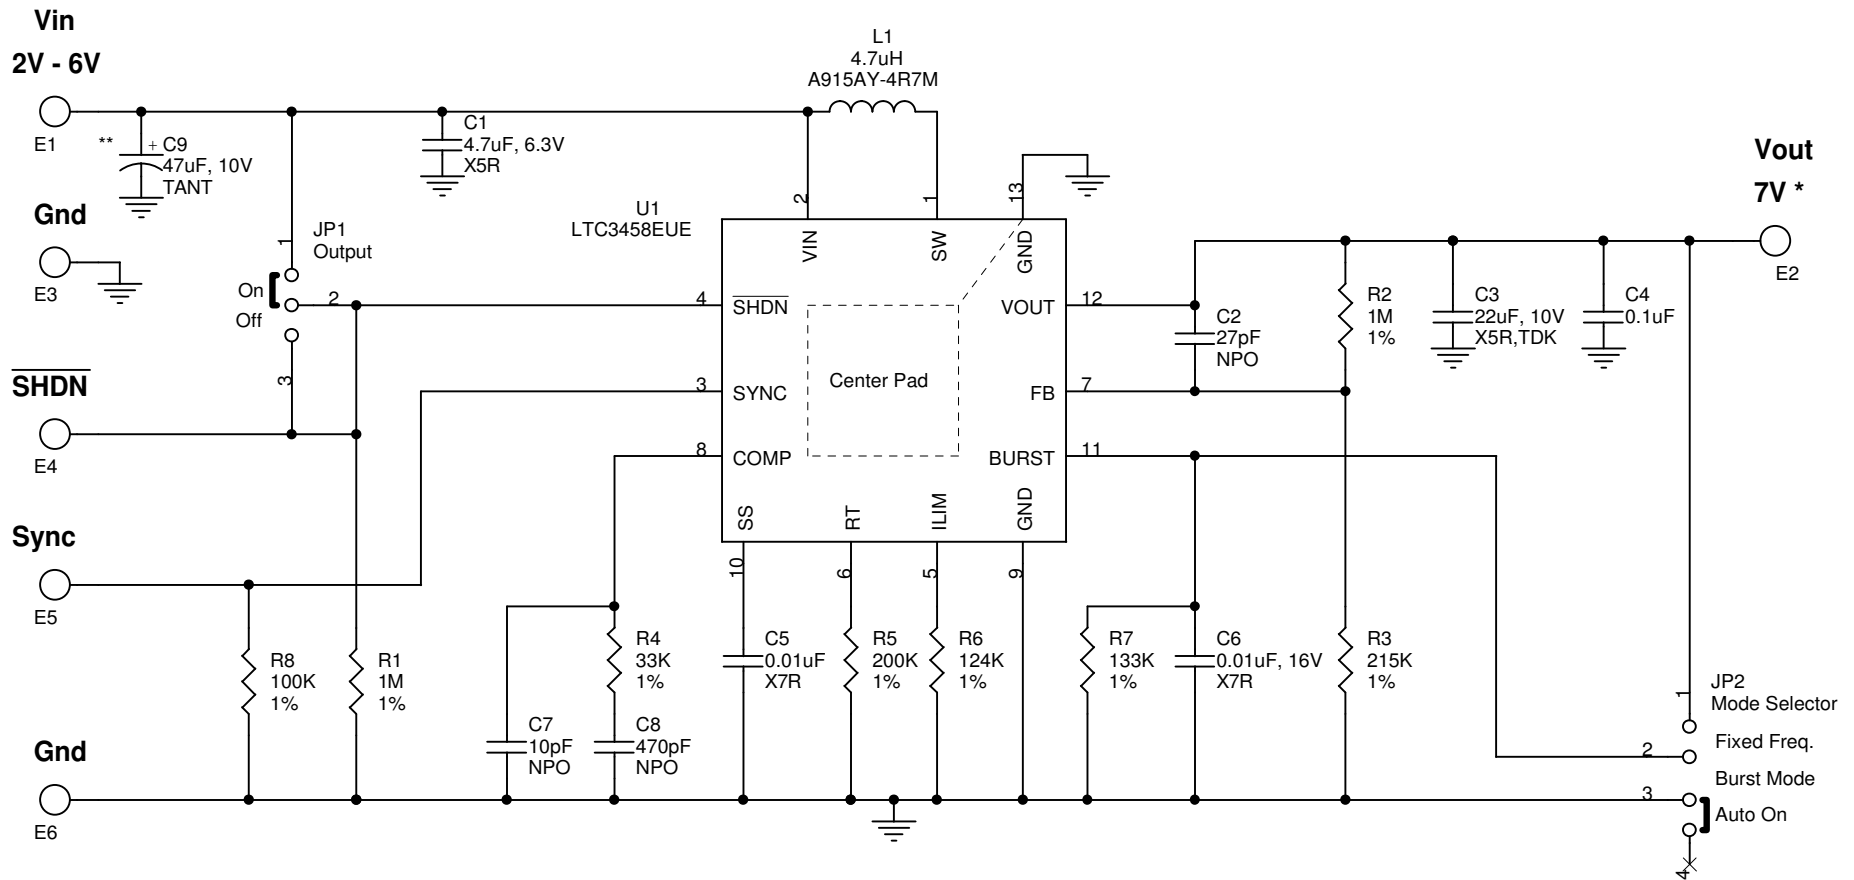 Vin
2V - 6V
E1
**
+ C9
47uF, 10V
TANT
Gnd
E3
JP1
Output
1
On
2
Off
3
SHDN
E4
Sync
E5
R8
100K
1%
R1
1M
1%
Gnd
E6
C1
4.7uF, 6.3V
X5R
L1
4.7uH
A915AY-4R7M
U1
LTC3458EUE
2
1
13
VIN
SW
GND
4
SHDN
3
SYNC
8
COMP
Center Pad
VOUT
12
FB
7
BURST
11
SS
RT
ILIM
GND
10
6
5
9
C7
10pF
NPO
R4
33K
1%
C8
470pF
NPO
C5
0.01uF
X7R
R5
200K
1%
R6
124K
1%
R7
133K
1%
C6
0.01uF, 16V
X7R
R3
215K
1%
C2
27pF
NPO
R2
1M
1%
C3
22uF, 10V
X5R,TDK
C4
0.1uF
Vout
7V *
E2
JP2
Mode Selector
1
Fixed Freq.
2
Burst Mode
3
Auto On
4